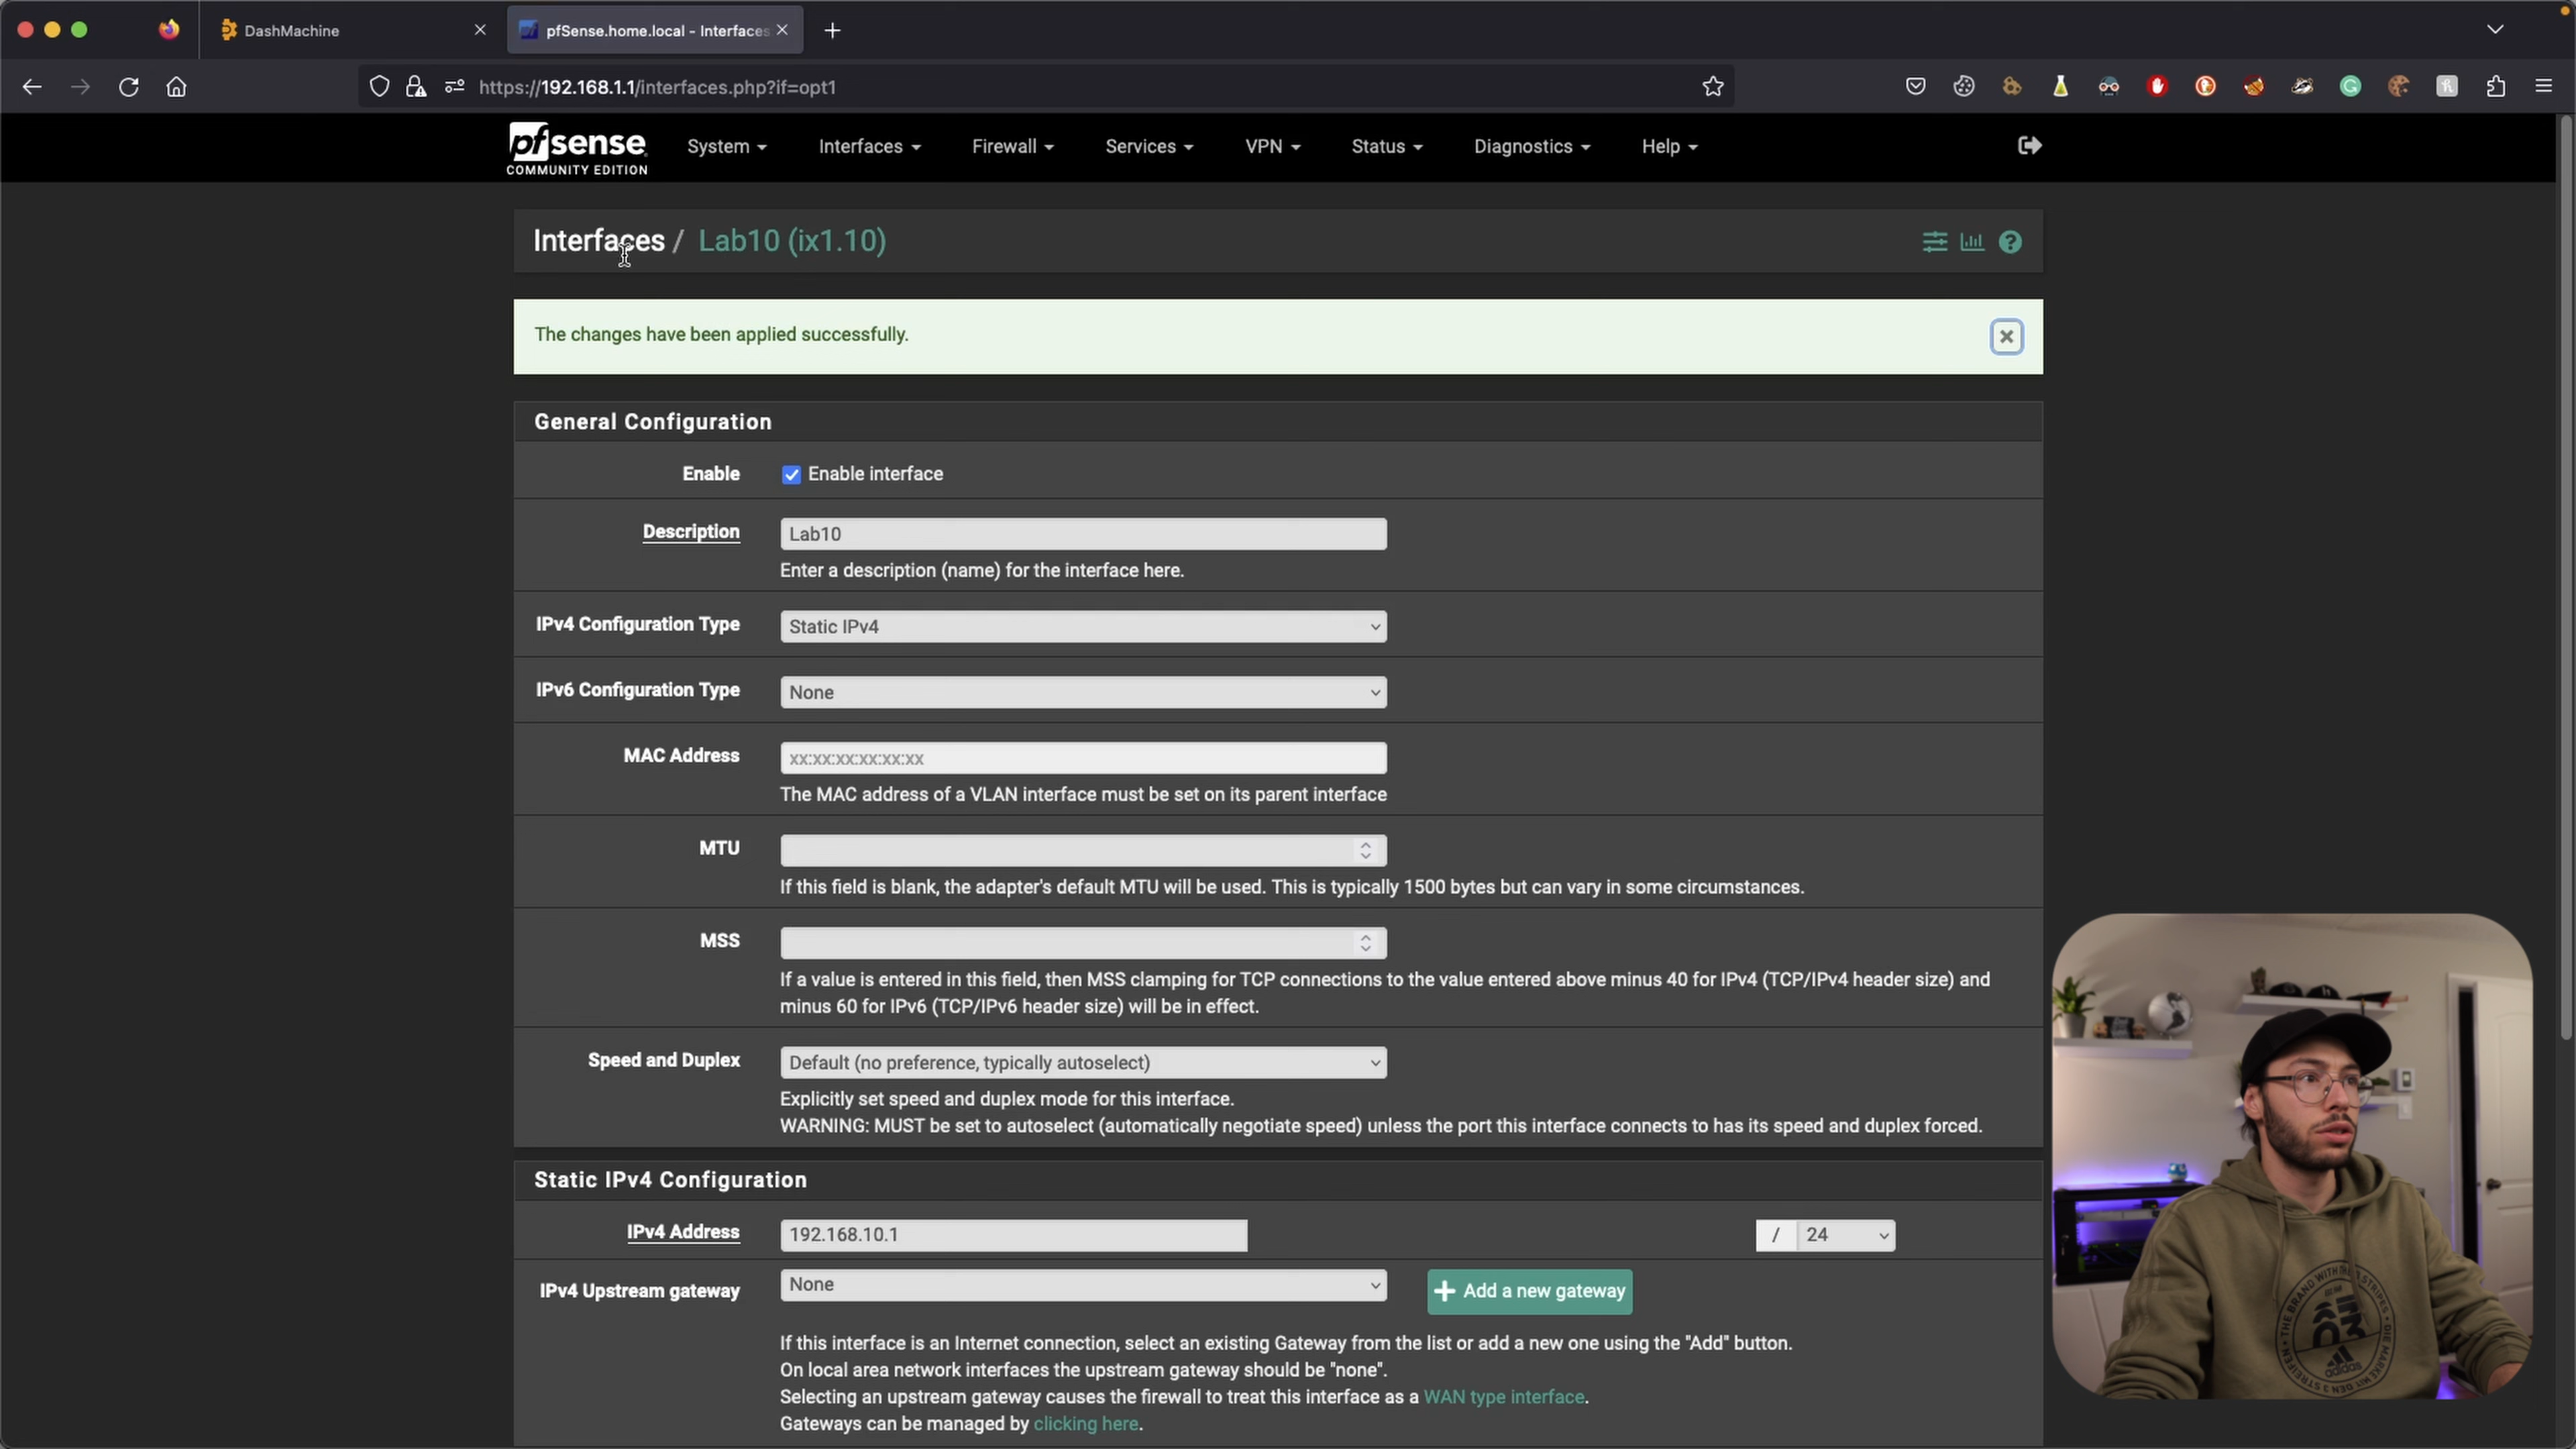 DashMachine
pfSense.home.local - Interfaces
https://192.168.1.1/interfaces.php?if=opt1
pfsense
COMMUNITY EDITION
System
Interfaces
Firewall
Services
VPN
Status
Diagnostics
Help
Interfaces / Lab10 (ix1.10)
The changes have been applied successfully.
General Configuration
Enable
Enable interface
Description
Lab10
Enter a description (name) for the interface here.
IPv4 Configuration Type
Static IPv4
IPv6 Configuration Type
None
MAC Address
xx:xx:xx:xx:xx:xx
The MAC address of a VLAN interface must be set on its parent interface
MTU
If this field is blank, the adapter's default MTU will be used. This is typically 1500 bytes but can vary in some circumstances.
MSS
If a value is entered in this field, then MSS clamping for TCP connections to the value entered above minus 40 for IPv4 (TCP/IPv4 header size) and
minus 60 for IPv6 (TCP/IPv6 header size) will be in effect.
Speed and Duplex
Default (no preference, typically autoselect)
Explicitly set speed and duplex mode for this interface.
WARNING: MUST be set to autoselect (automatically negotiate speed) unless the port this interface connects to has its speed and duplex forced.
Static IPv4 Configuration
IPv4 Address
192.168.10.1
/ 24
IPv4 Upstream gateway
None
Add a new gateway
If this interface is an Internet connection, select an existing Gateway from the list or add a new one using the "Add" button.
On local area network interfaces the upstream gateway should be "none".
Selecting an upstream gateway causes the firewall to treat this interface as a WAN type interface.
Gateways can be managed by clicking here.
THE BRAND WITH THE 3 STRIPES
adidas